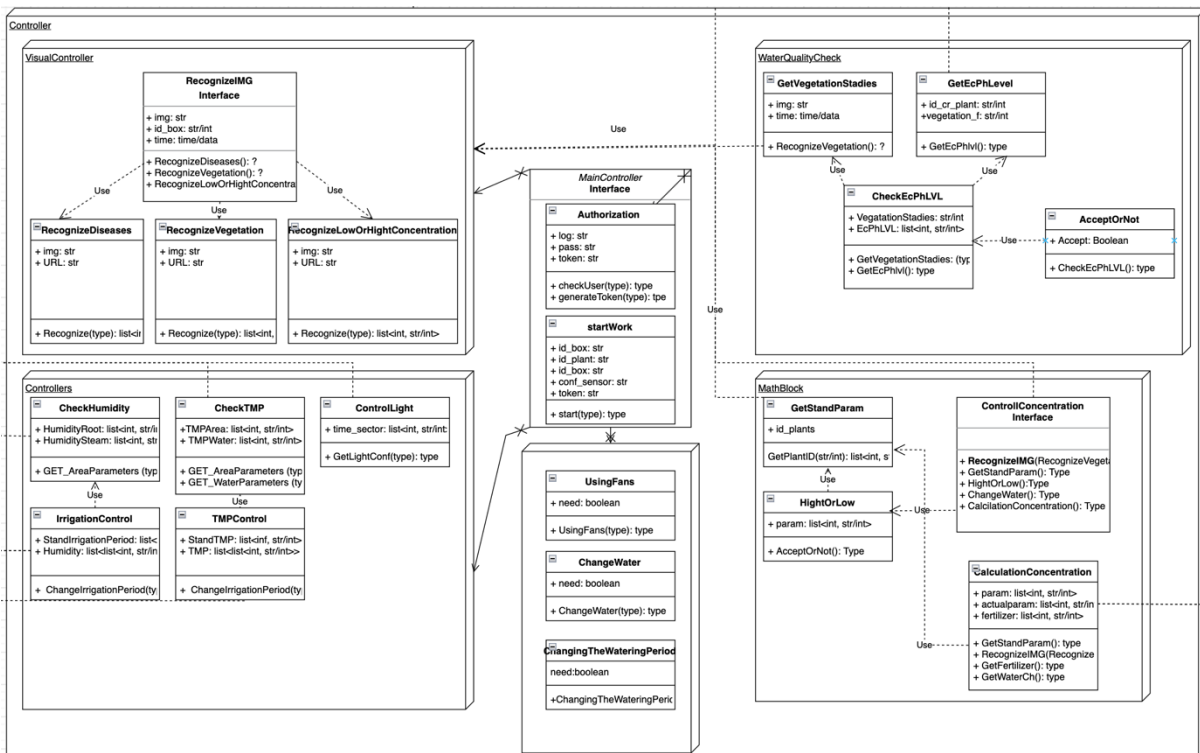 Controller
VisualController
RecognizeIMG
Interface
+ img: str
+ id_box: str/int
+ time: time/data
+ RecognizeDiseases(): ?
+ RecognizeVegetation(): ?
+ RecognizeLowOrHightConcentra
Use
Use
Use
RecognizeDiseases
+ img: str
+ URL: str
+ Recognize(type): list<in
RecognizeVegetation
+ img: str
+ URL: str
+ Recognize(type): list<int,
RecognizeLowOrHightConcentration
+ img: str
+ URL: str
+ Recognize(type): list<int, str/int>
Use
MainController
Interface
Authorization
+ log: str
+ pass: str
+ token: str
+ checkUser(type): type
+ generateToken(type): tpe
startWork
+ id_box: str
+ id_plant: str
+ id_box: str
+ conf_sensor: str
+ token: str
+ start(type): type
WaterQualityCheck
GetVegetationStadies
+ img: str
+ time: time/data
+ RecognizeVegetation(): ?
GetEcPhLevel
+ id_cr_plant: str/int
+vegetation_f: str/int
+ GetEcPhlvl(): type
Use
Use
CheckEcPhLVL
+ VegatationStadies: str/int
+ EcPhLVL: list<int, str/int>
+ GetVegetationStadies: (typ
+ GetEcPhlvl(): type
Use
AcceptOrNot
+ Accept: Boolean
+ CheckEcPhLVL(): type
Use
Controllers
CheckHumidity
+ HumidityRoot: list<int, str/i
+ HumiditySteam: list<int, str
+ GET_AreaParameters (typ
Use
IrrigationControl
+ StandIrrigationPeriod: list<
+ Humidity: list<list<int, str/in
+ ChangeIrrigationPeriod(ty
CheckTMP
+TMPArea: list<int, str/int>
+ TMPWater: list<int, str/int>
+ GET_AreaParameters (typ
+ GET_WaterParameters (ty
Use
TMPControl
+ StandTMP: list<inf, str/int>
+ TMP: list<list<int, str/int>>
+ ChangeIrrigationPeriod(ty
ControlLight
+ time_sector: list<int, str/int:
+ GetLightConf(type): type
UsingFans
+ need: boolean
+ UsingFans(type): type
ChangeWater
+ need: boolean
+ ChangeWater(type): type
ChangingTheWateringPeriod
need:boolean
+ChangingTheWateringPeric
MathBlock
GetStandParam
+ id_plants
GetPlantID(str/int): list<int, s
Use
HightOrLow
+ param: list<int, str/int>
+ AcceptOrNot(): Type
ControllConcentration
Interface
+ RecognizeIMG(RecognizeVegeta
+ GetStandParam(): Type
+ HightOrLow():Type
+ ChangeWater(): Type
+ CalcilationConcentration(): Type
Use
CalculationConcentration
+ param: list<int, str/int>
+ actualparam: list<int, str/in
+ fertilizer: list<int, str/int>
+ GetStandParam(): type
+ RecognizeIMG(Recognize
+ GetFertilizer(): type
+ GetWaterCh(): type
Use